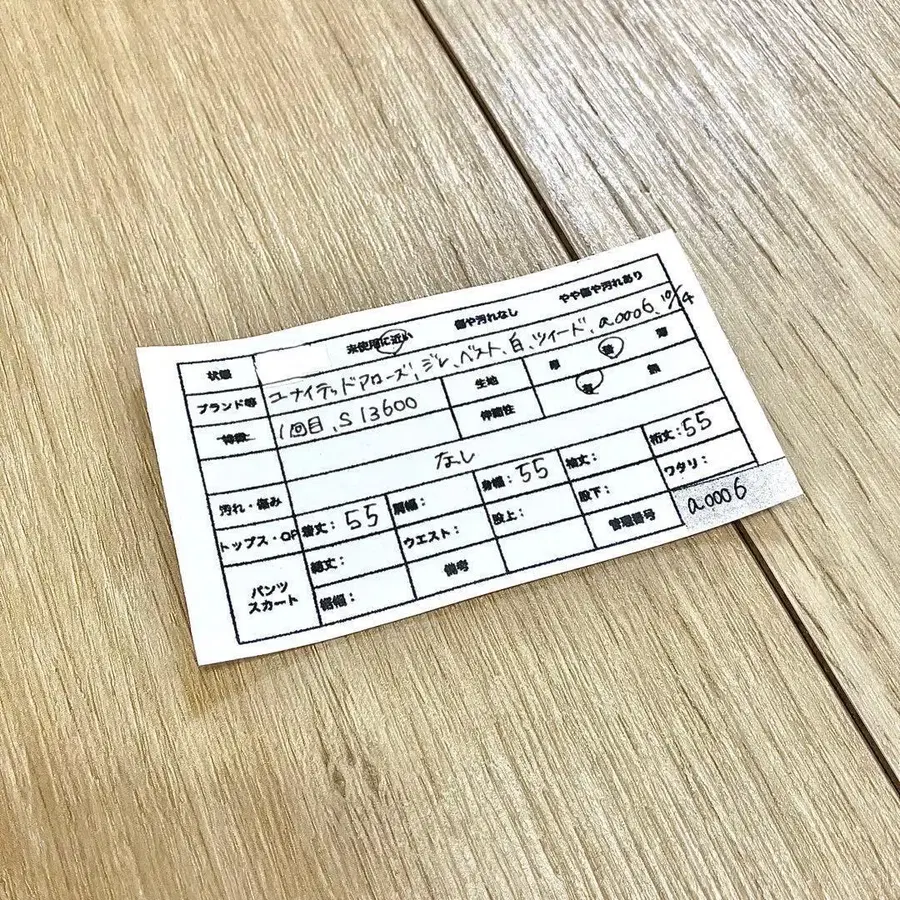 状態 未使用に近い 傷や汚れなし やや傷や汚れあり
ブランド等 ユナイテッドアローズ、ジレ、ベスト、白、ツイード、a0006、10/4
特徴 1回目、S 13600 生地 厚 普 薄
伸縮性 有 無
汚れ・傷み なし
トップス・OP 着丈：55 肩幅： 身幅：55 袖丈： 裄丈：55
パンツ スカート 総丈： ウエスト： 股上： 股下： ワタリ：
裾幅： 備考 管理番号 a0006